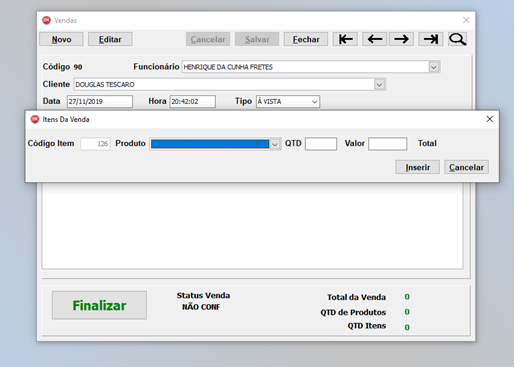 Vendas
Novo Editar Cancelar Salvar Fechar
Código 90 Funcionário HENRIQUE DA CUNHA FRETES
Cliente DOUGLAS TESCARO
Data 27/11/2019 Hora 20:42:02 Tipo À VISTA
Itens Da Venda
Código Item 126 Produto QTD Valor Total
Inserir Cancelar
Finalizar
Status Venda
NÃO CONF
Total da Venda 0
QTD de Produtos 0
QTD Itens 0